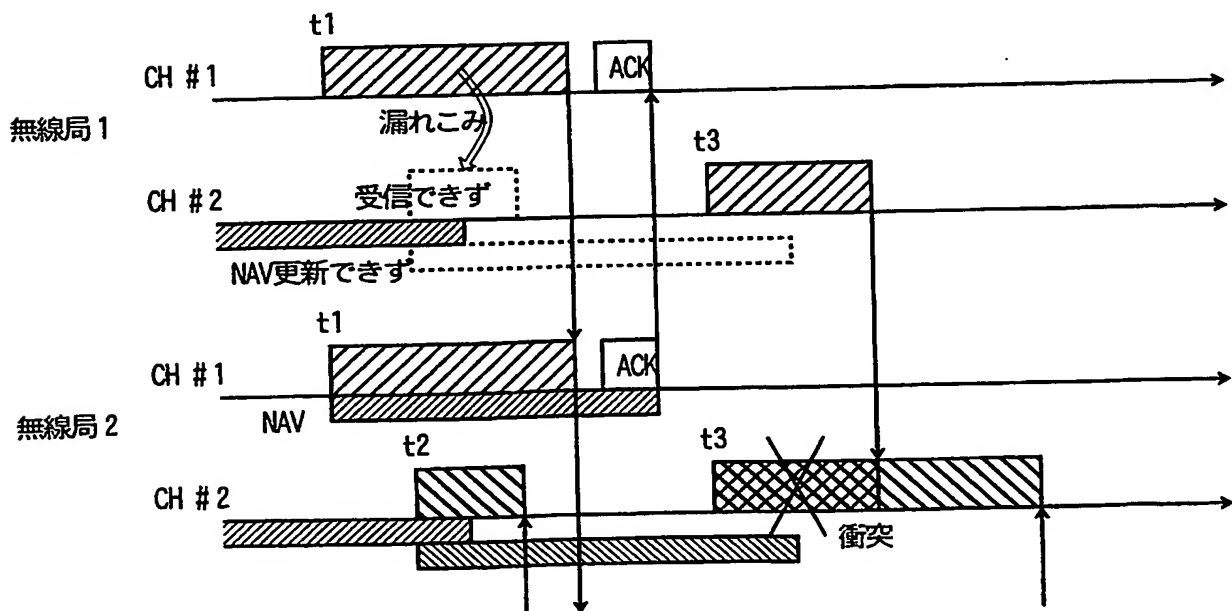 t1
CH #1
ACK
無線局1
漏れこみ
t3
CH #2
受信できず
NAV更新できず
t1
CH #1
ACK
無線局2
NAV
t2
t3
CH #2
衝突